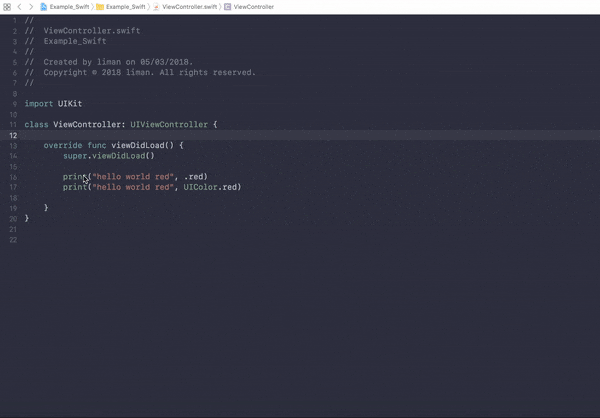 Example_Swift Example_Swift ViewController.swift ViewController
1 //
2 //  ViewController.swift
3 //  Example_Swift
4 //
5 //  Created by liman on 05/03/2018.
6 //  Copyright © 2018 liman. All rights reserved.
7 //
8
9 import UIKit
10
11 class ViewController: UIViewController {
12
13     override func viewDidLoad() {
14         super.viewDidLoad()
15
16         print("hello world red", .red)
17         print("hello world red", UIColor.red)
18
19     }
20 }
21
22